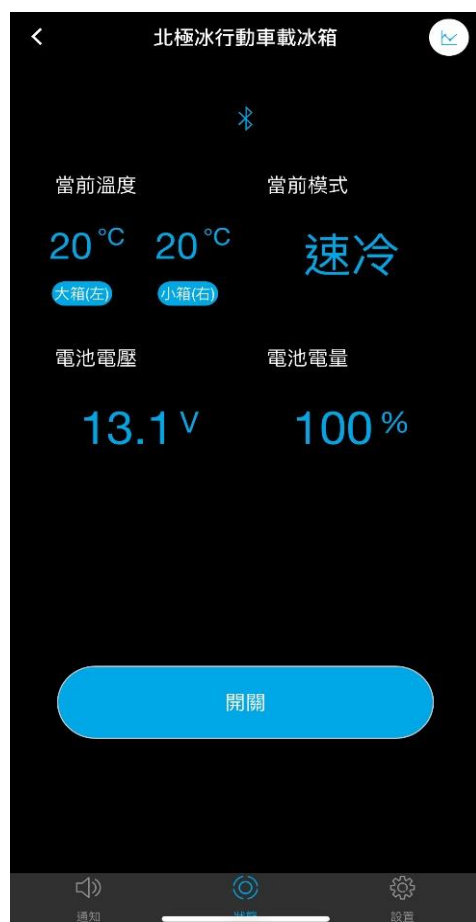 北極冰行動車載冰箱
當前溫度
當前模式
20 °C
20 °C
速冷
大箱(左)
小箱(右)
電池電壓
電池電量
13.1 V
100 %
開關
通知
設置